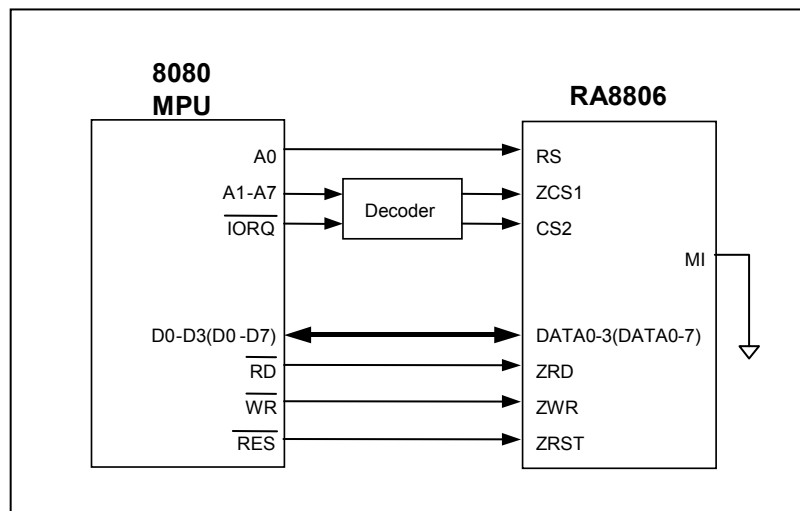 8080
MPU
RA8806
A0
RS
A1-A7
Decoder
ZCS1
IORQ
CS2
MI
D0-D3(D0-D7)
DATA0-3(DATA0-7)
RD
ZRD
WR
ZWR
RES
ZRST